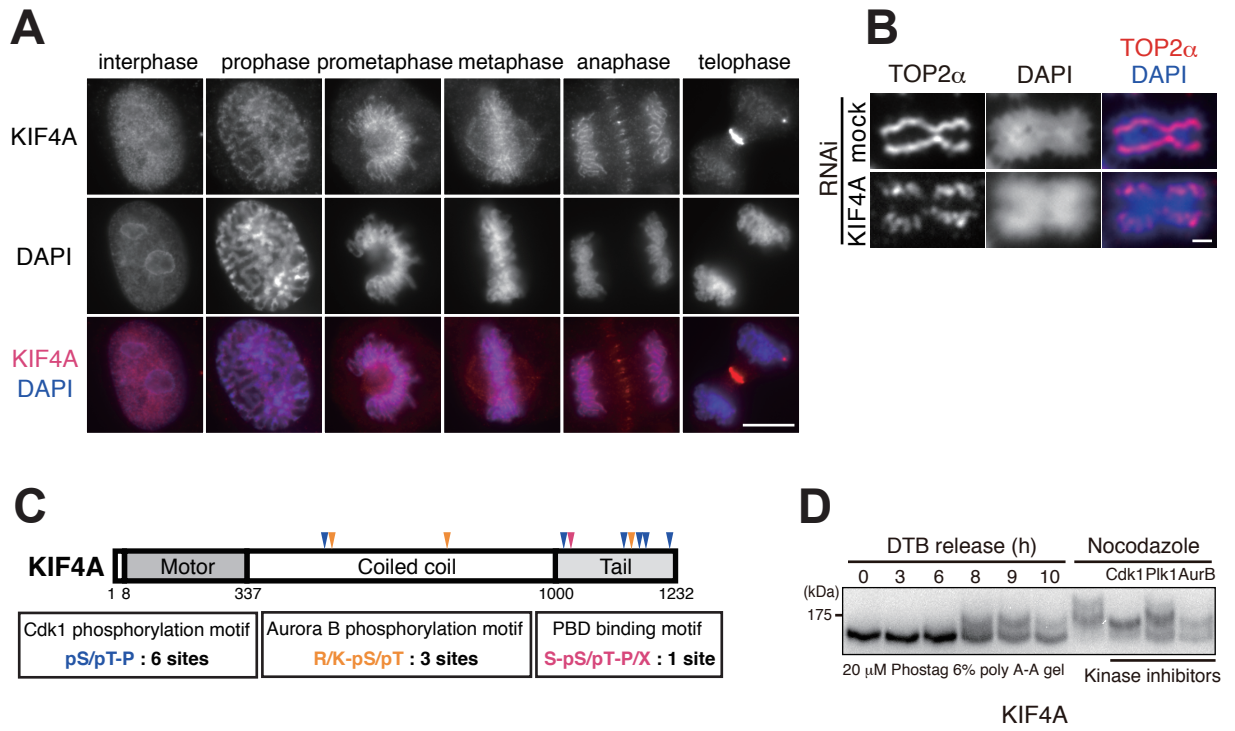 A
interphase prophase prometaphase metaphase anaphase telophase
KIF4A
DAPI
KIF4A
DAPI
B
TOP2α
DAPI
TOP2α
DAPI
RNAi
mock
KIF4A
C
KIF4A
Motor
Coiled coil
Tail
1 8 337 1000 1232
Cdk1 phosphorylation motif
pS/pT-P : 6 sites
Aurora B phosphorylation motif
R/K-pS/pT : 3 sites
PBD binding motif
S-pS/pT-P/X : 1 site
D
DTB release (h)
Nocodazole
0 3 6 8 9 10
Cdk1 Plk1 AurB
(kDa)
175
20 μM Phostag 6% poly A-A gel
Kinase inhibitors
KIF4A